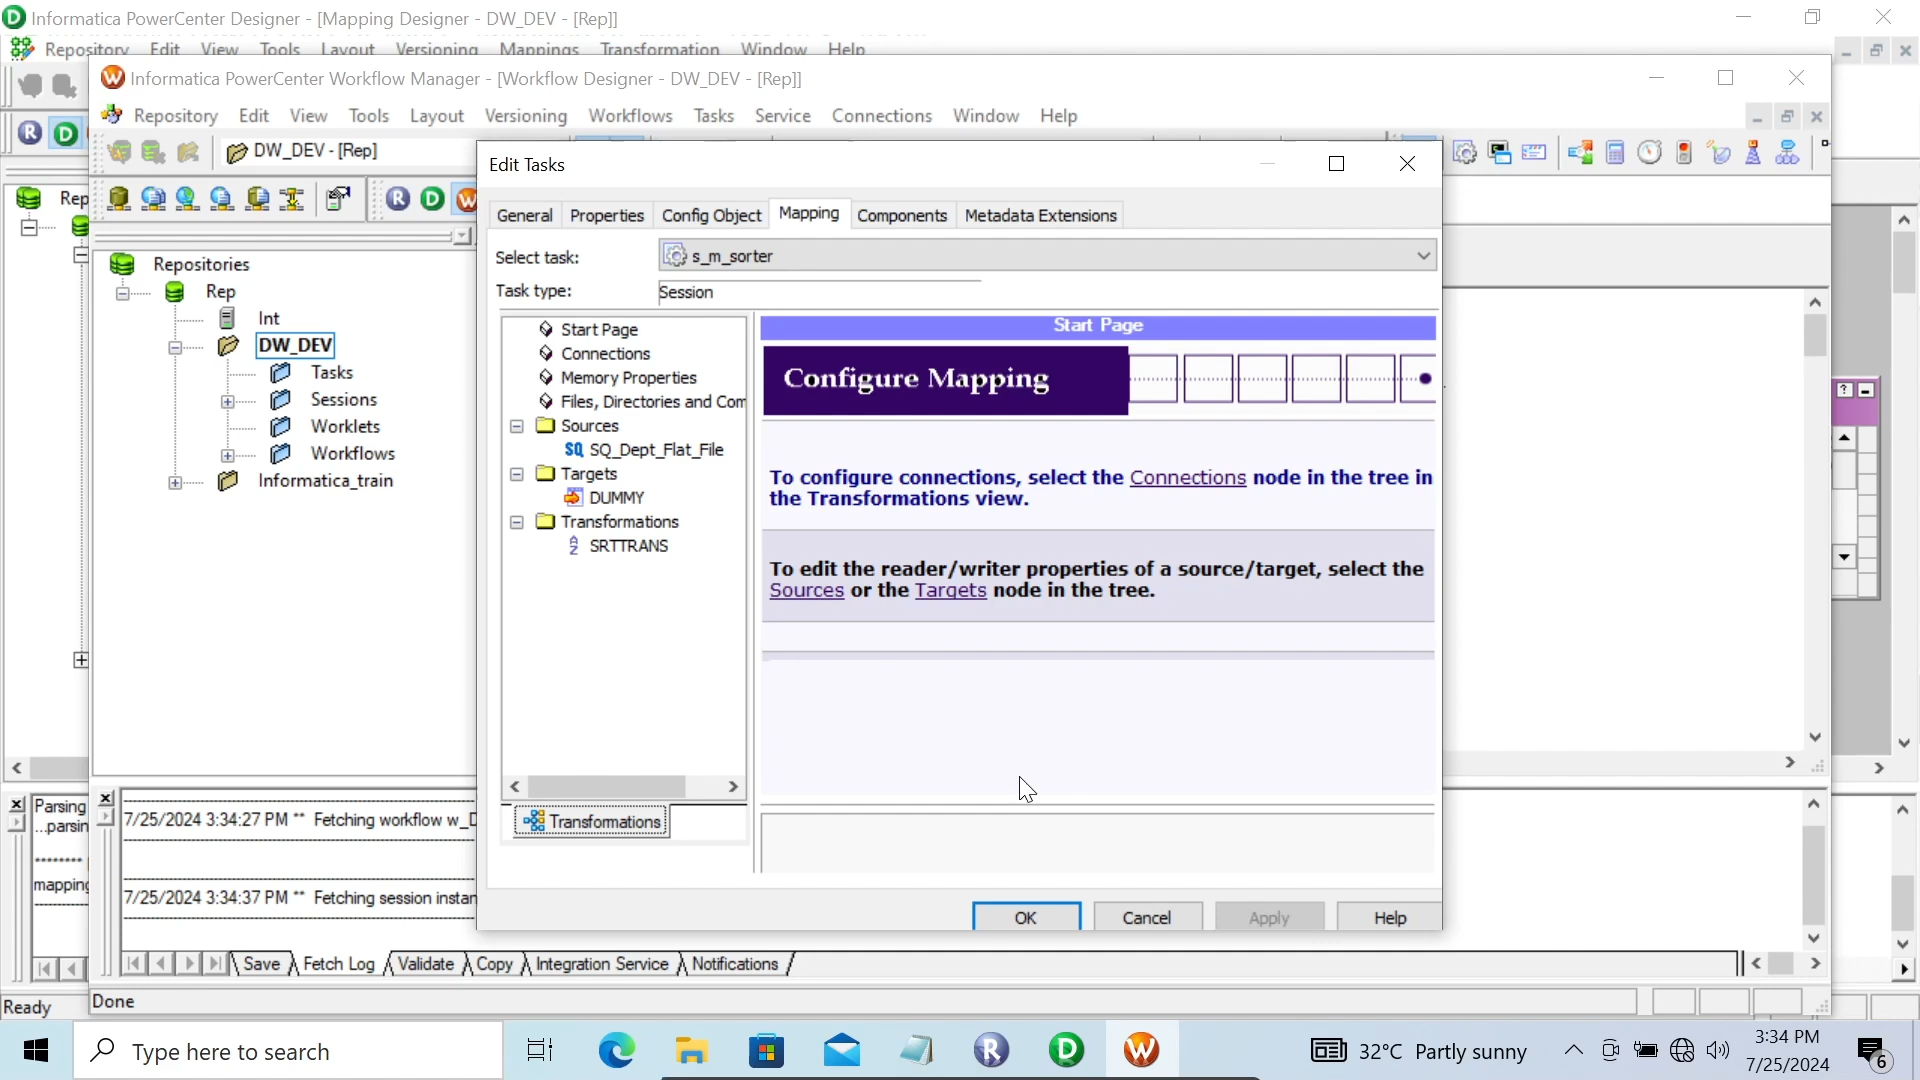 Informatica PowerCenter Designer - [Mapping Designer - DW_DEV - [Rep]]
Repository Edit View Tools Layout Versioning Mappings Transformation Window Help
Informatica PowerCenter Workflow Manager - [Workflow Designer - DW_DEV - [Rep]]
Repository Edit View Tools Layout Versioning Workflows Tasks Service Connections Window Help
DW_DEV - [Rep]
Edit Tasks
General Properties Config Object Mapping Components Metadata Extensions
Select task: s_m_sorter
Task type: Session
Rep
Repositories
Rep
Int
DW_DEV
Tasks
Sessions
Worklets
Workflows
Informatica_train
Start Page
Connections
Memory Properties
Files, Directories and Com
Sources
SQ SQ_Dept_Flat_File
Targets
DUMMY
Transformations
SRTTRANS
Transformations
Start Page
Configure Mapping
To configure connections, select the Connections node in the tree in
the Transformations view.
To edit the reader/writer properties of a source/target, select the
Sources or the Targets node in the tree.
OK Cancel Apply Help
Parsing
...parsin
********
mapping
7/25/2024 3:34:27 PM ** Fetching workflow w_D
7/25/2024 3:34:37 PM ** Fetching session instan
Save Fetch Log Validate Copy Integration Service Notifications
Ready
Done
Type here to search
32°C Partly sunny
3:34 PM
7/25/2024
6